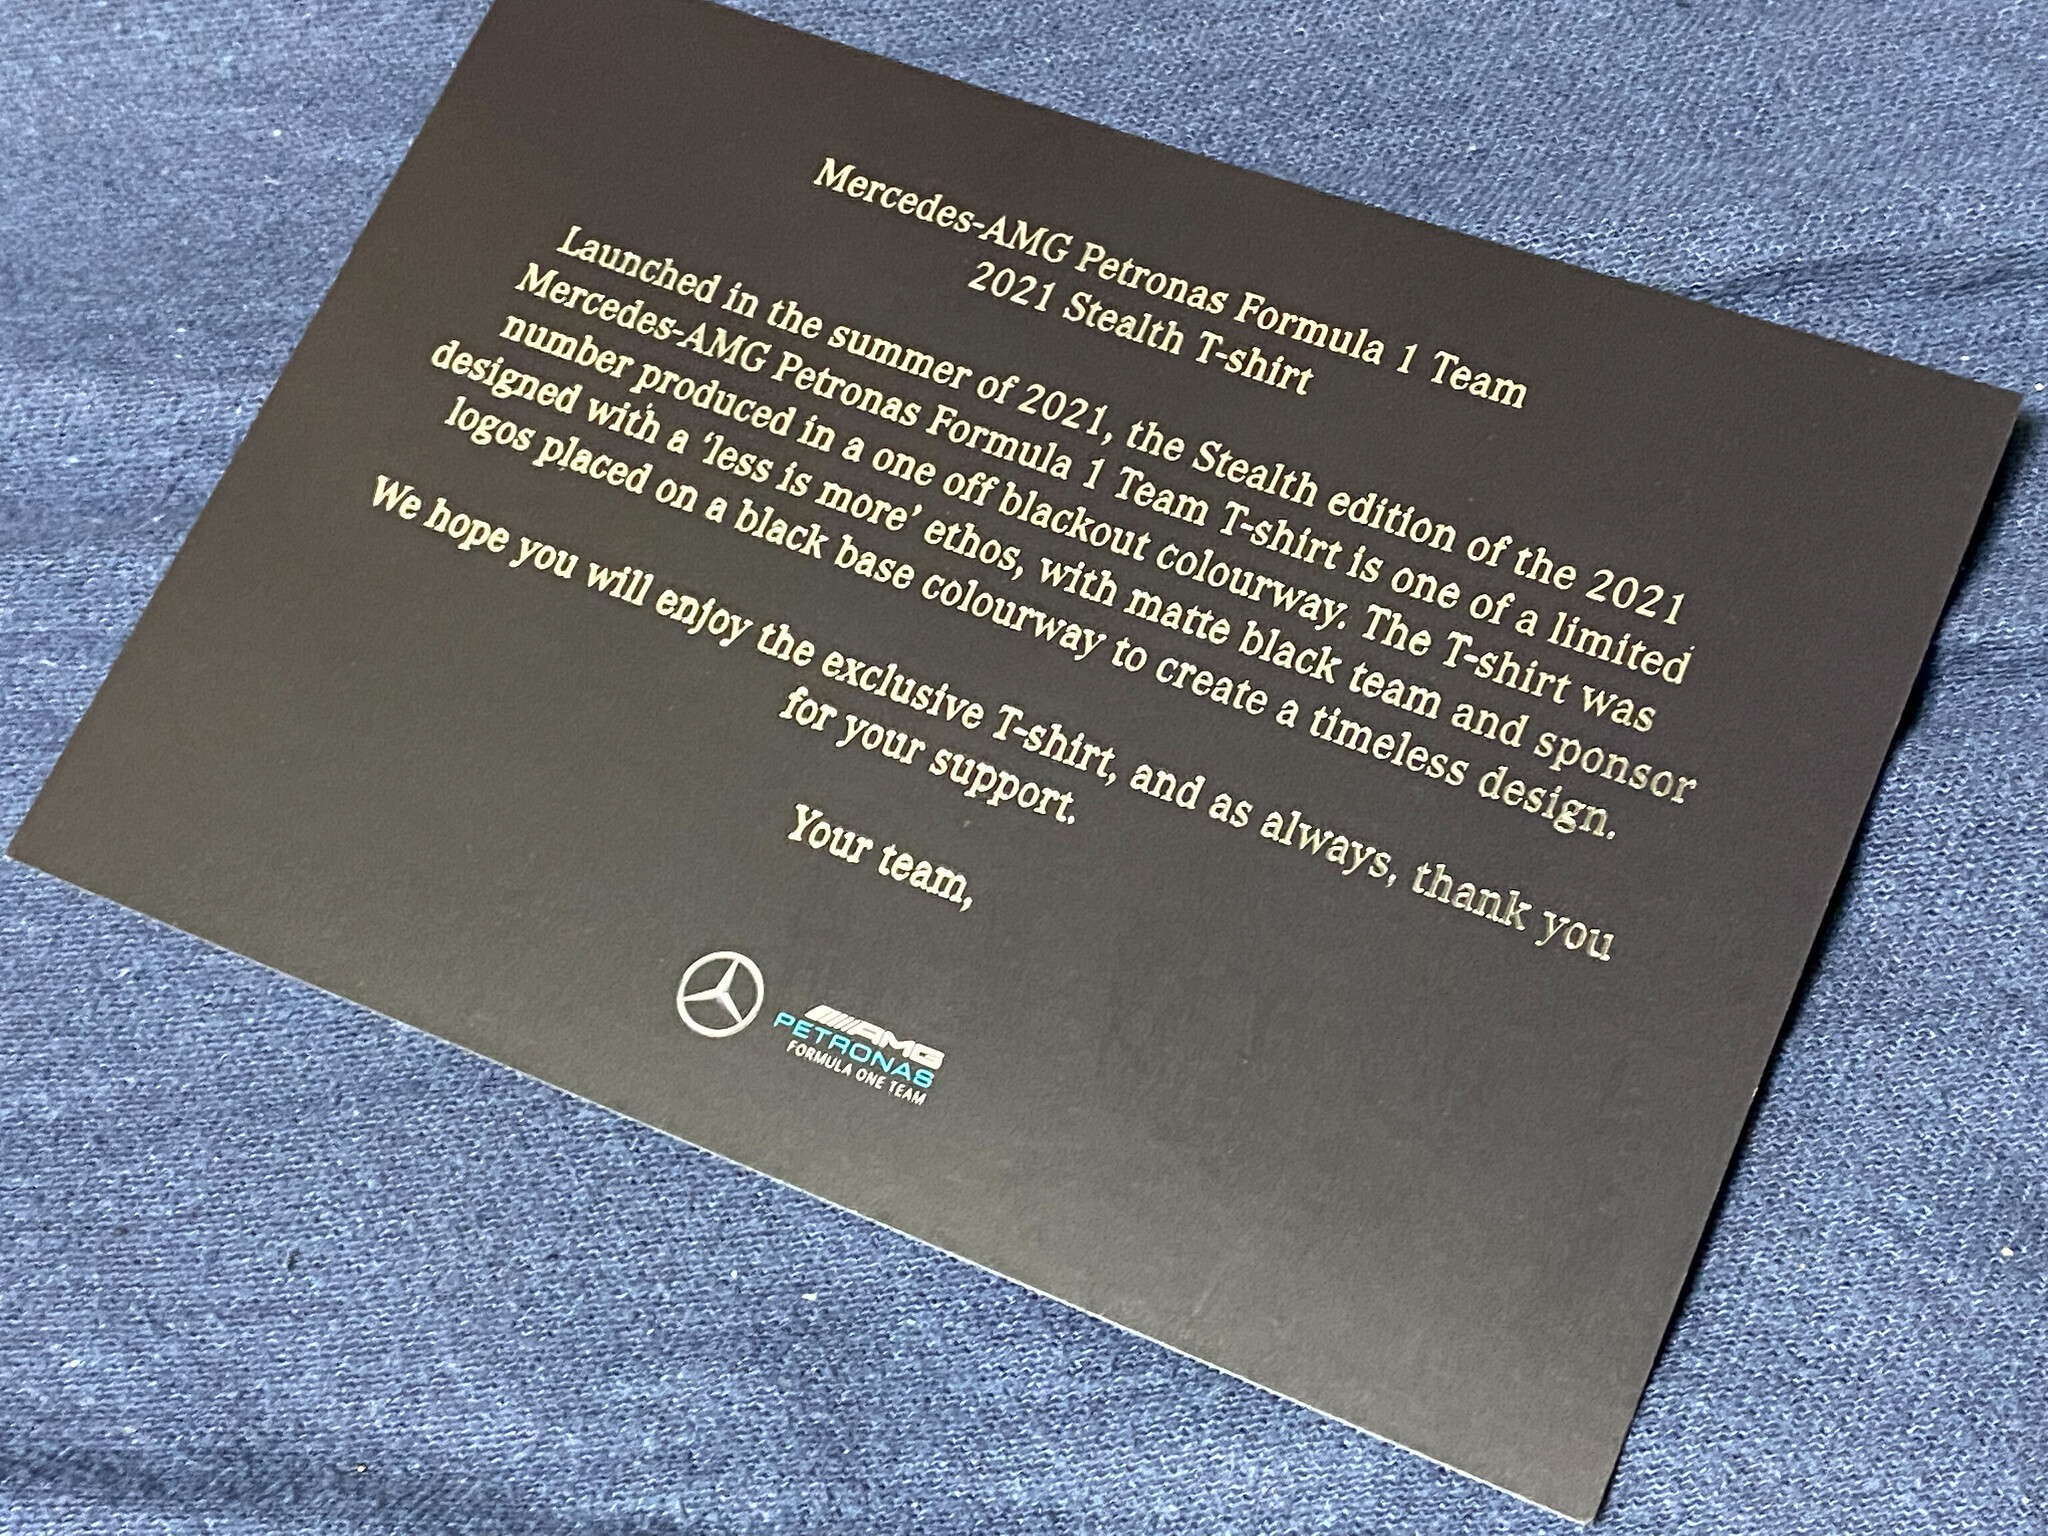 Mercedes-AMG Petronas Formula 1 Team
2021 Stealth T-shirt
Launched in the summer of 2021, the Stealth edition of the 2021
Mercedes-AMG Petronas Formula 1 Team T-shirt is one of a limited
number produced in a one off blackout colourway. The T-shirt was
designed with a ‘less is more’ ethos, with matte black team and sponsor
logos placed on a black base colourway to create a timeless design.
We hope you will enjoy the exclusive T-shirt, and as always, thank you
for your support.
Your team,
AMG
PETRONAS
FORMULA ONE TEAM